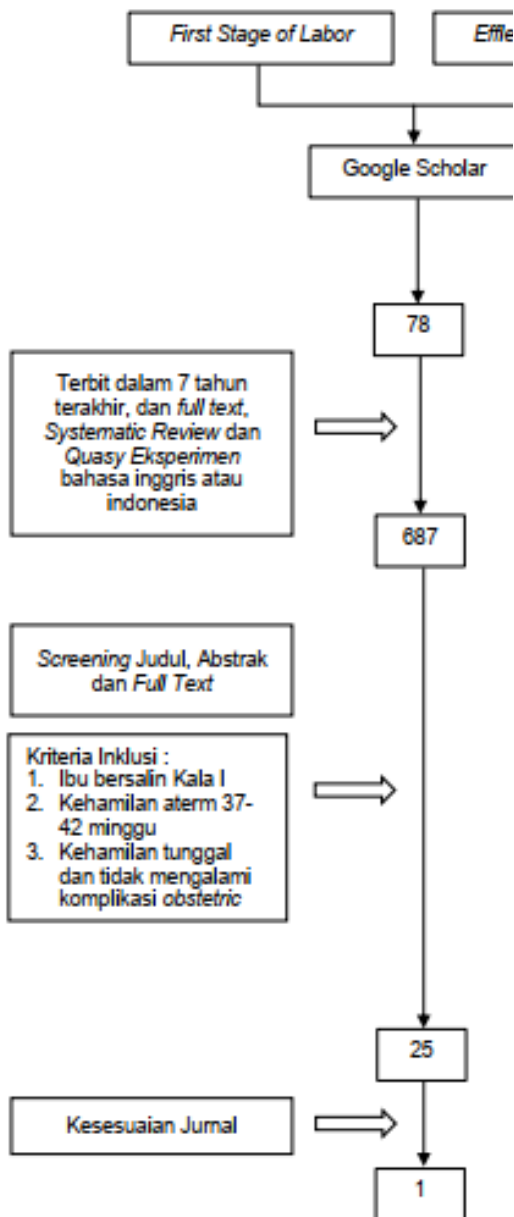 First Stage of Labor
Effle
Google Scholar
78
Terbit dalam 7 tahun
terakhir, dan full text,
Systematic Review dan
Quasy Eksperimen
bahasa inggris atau
indonesia
687
Screening Judul, Abstrak
dan Full Text
Kriteria Inklusi :
1. Ibu bersalin Kala I
2. Kehamilan aterm 37-
42 minggu
3. Kehamilan tunggal
dan tidak mengalami
komplikasi obstetric
25
Kesesuaian Jurnal
1